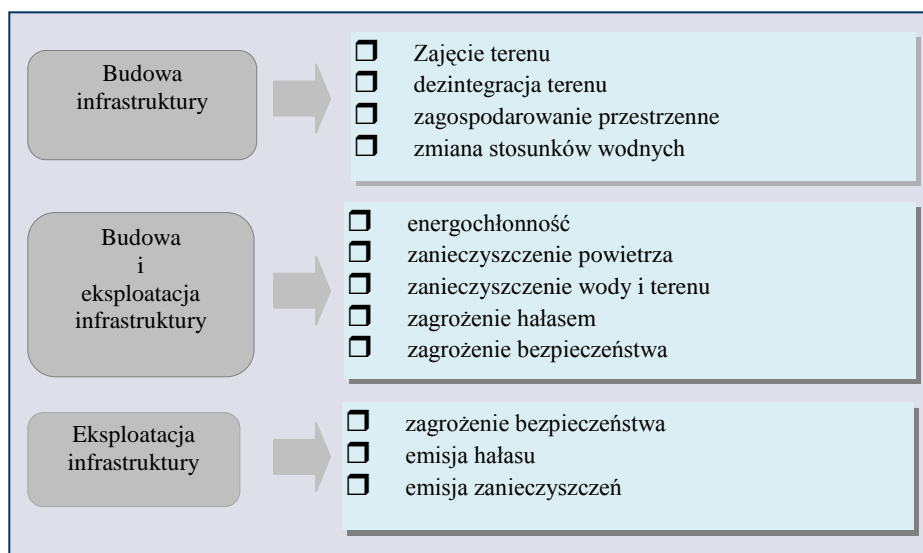 Budowa
infrastruktury
❒ Zajęcie terenu
❒ dezintegracja terenu
❒ zagospodarowanie przestrzenne
❒ zmiana stosunków wodnych
Budowa
i
eksploatacja
infrastruktury
❒ energochłonność
❒ zanieczyszczenie powietrza
❒ zanieczyszczenie wody i terenu
❒ zagrożenie hałasem
❒ zagrożenie bezpieczeństwa
Eksploatacja
infrastruktury
❒ zagrożenie bezpieczeństwa
❒ emisja hałasu
❒ emisja zanieczyszczeń